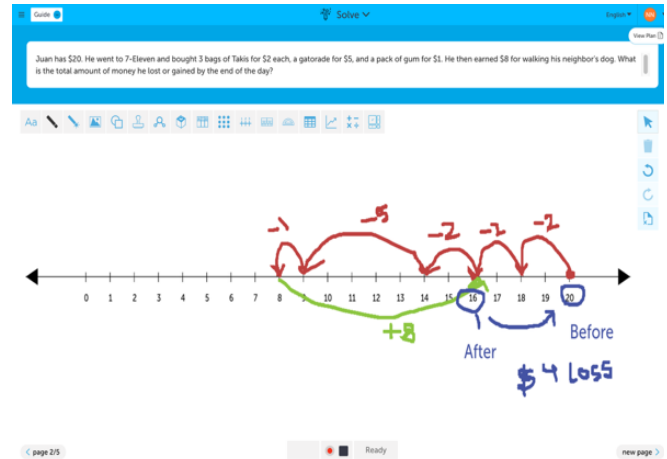 Guide
Solve
English
NN
View Plan
Juan has $20. He went to 7-Eleven and bought 3 bags of Takis for $2 each, a gatorade for $5, and a pack of gum for $1. He then earned $8 for walking his neighbor's dog. What
is the total amount of money he lost or gained by the end of the day?
Aa
-1 -5 -2 -2 -2
0 1 2 3 4 5 6 7 8 9 10 11 12 13 14 15 16 17 18 19 20
+8
Before
After
$4 Loss
< page 2/5
Ready
new page >